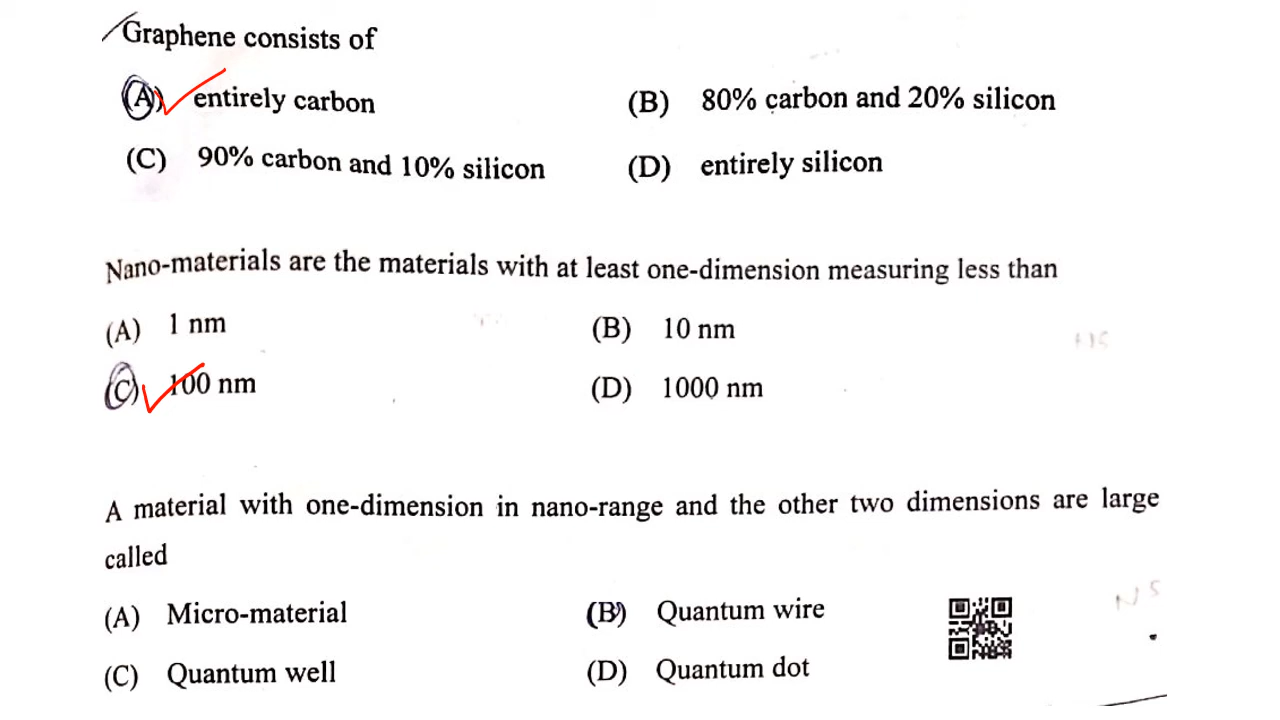 Graphene consists of
(A) entirely carbon (B) 80% carbon and 20% silicon
(C) 90% carbon and 10% silicon (D) entirely silicon
Nano-materials are the materials with at least one-dimension measuring less than
(A) 1 nm (B) 10 nm
(C) 100 nm (D) 1000 nm
A material with one-dimension in nano-range and the other two dimensions are large
called
(A) Micro-material (B) Quantum wire
(C) Quantum well (D) Quantum dot